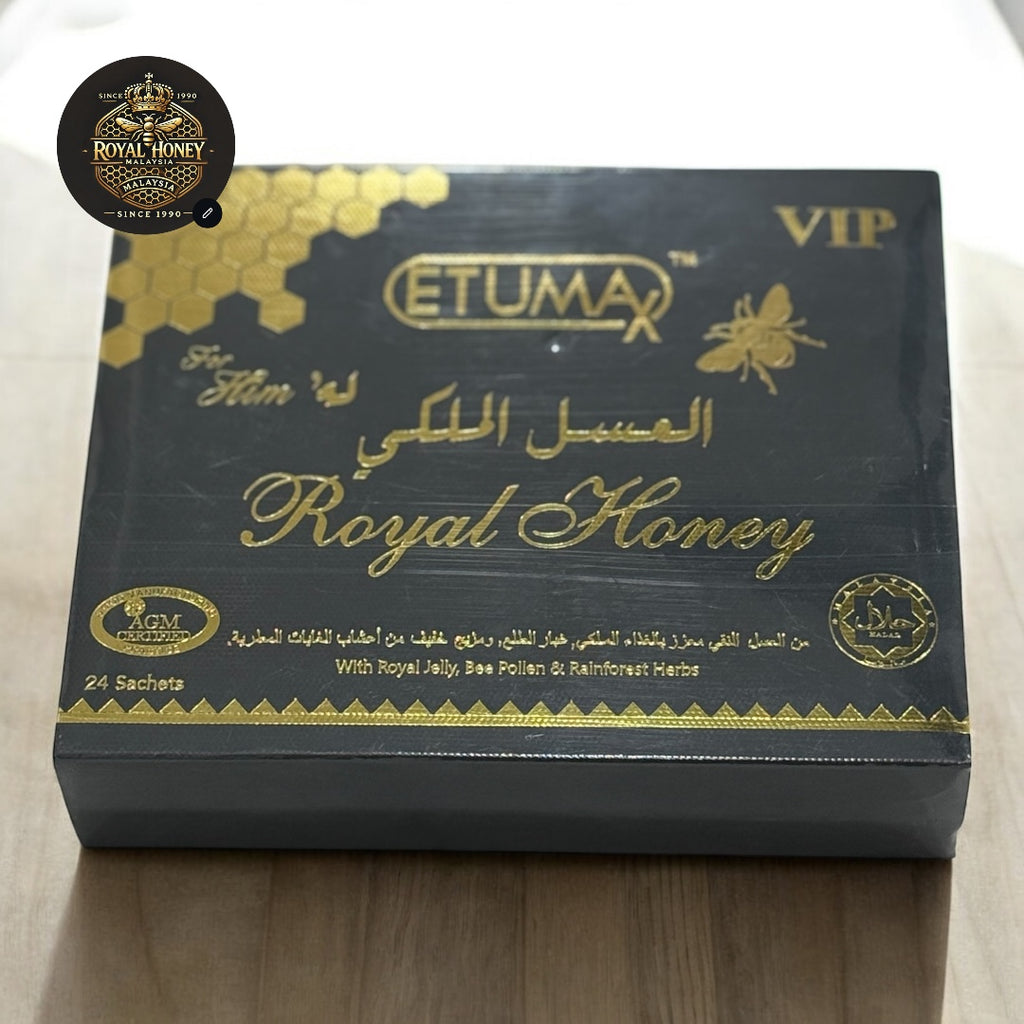 SINCE 1990
ROYAL HONEY
MALAYSIA
MALAYSIA
SINCE 1990
VIP
ETUMAX™
For
Him له'
العسل الملكي
Royal Honey
AGM
CERTIFIED
حلال
HALAL
من العسل النقي معزز بالغذاء الملكي, غبار الطلع, ومزيج خفيف من أعشاب الغابات المطرية.
With Royal Jelly, Bee Pollen & Rainforest Herbs
24 Sachets